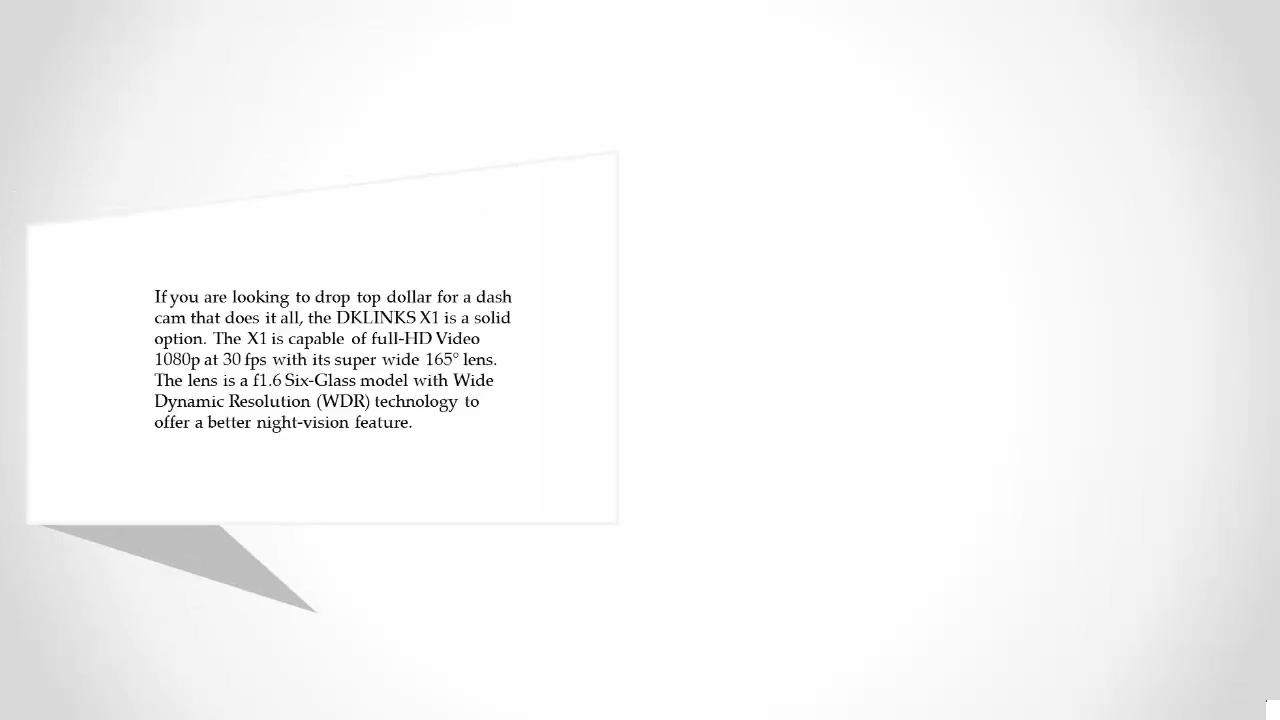 If you are looking to drop top dollar for a dash
cam that does it all, the DKLINKS X1 is a solid
option. The X1 is capable of full-HD Video
1080p at 30 fps with its super wide 165° lens.
The lens is a f1.6 Six-Glass model with Wide
Dynamic Resolution (WDR) technology to
offer a better night-vision feature.